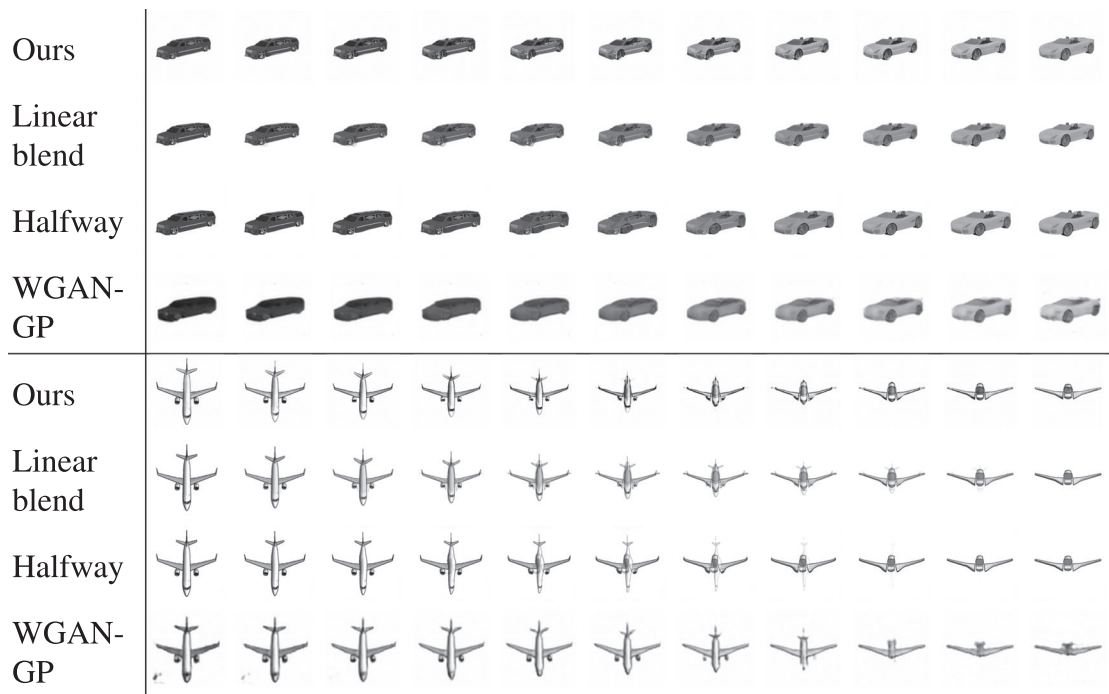 Ours
Linear
blend
Halfway
WGAN-
GP
Ours
Linear
blend
Halfway
WGAN-
GP